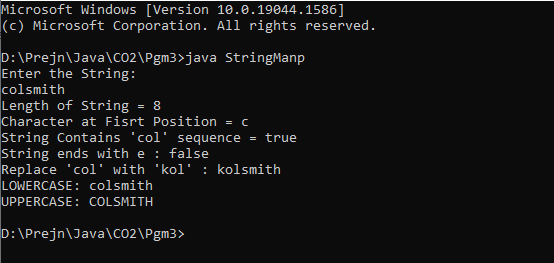 Microsoft Windows [Version 10.0.19044.1586]
(c) Microsoft Corporation. All rights reserved.
D:\Prejn\Java\CO2\Pgm3>java StringManp
Enter the String:
colsmith
Length of String = 8
Character at Fisrt Position = c
String Contains 'col' sequence = true
String ends with e : false
Replace 'col' with 'kol' : kolsmith
LOWERCASE: colsmith
UPPERCASE: COLSMITH
D:\Prejn\Java\CO2\Pgm3>